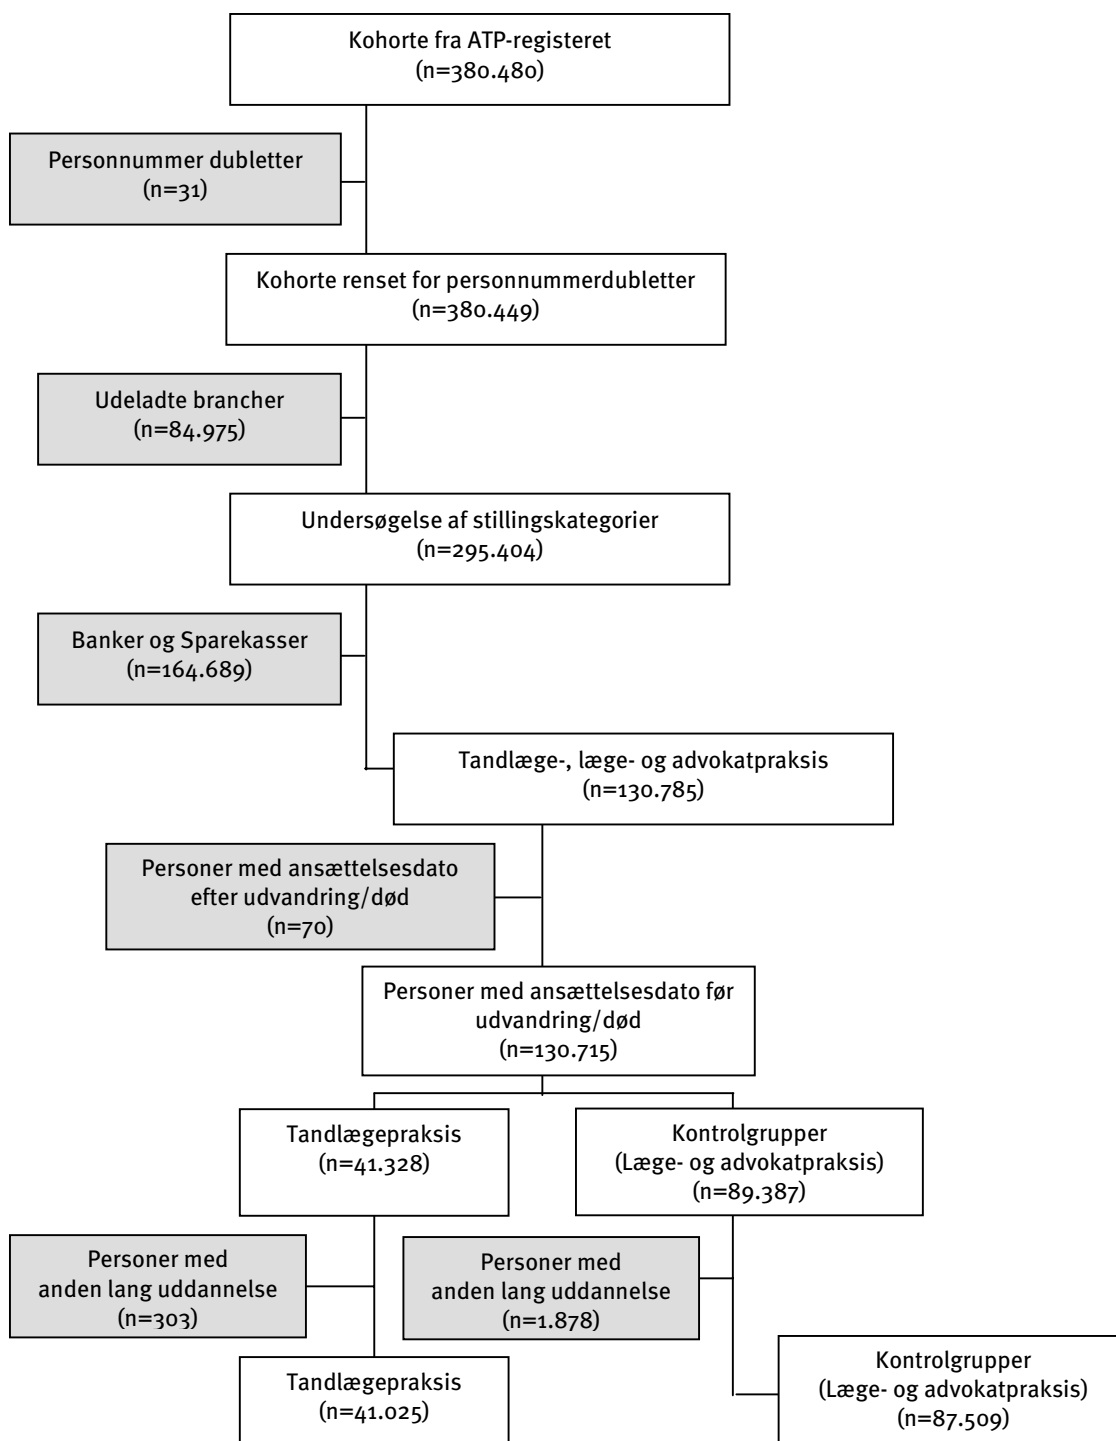 Kohorte fra ATP-registeret
(n=380.480)
Personnummer dubletter
(n=31)
Kohorte renset for personnummerdubletter
(n=380.449)
Udeladte brancher
(n=84.975)
Undersøgelse af stillingskategorier
(n=295.404)
Banker og Sparekasser
(n=164.689)
Tandlæge-, læge- og advokatpraksis
(n=130.785)
Personer med ansættelsesdato
efter udvandring/død
(n=70)
Personer med ansættelsesdato før
udvandring/død
(n=130.715)
Tandlægepraksis
(n=41.328)
Kontrolgrupper
(Læge- og advokatpraksis)
(n=89.387)
Personer med
anden lang uddannelse
(n=303)
Personer med
anden lang uddannelse
(n=1.878)
Tandlægepraksis
(n=41.025)
Kontrolgrupper
(Læge- og advokatpraksis)
(n=87.509)